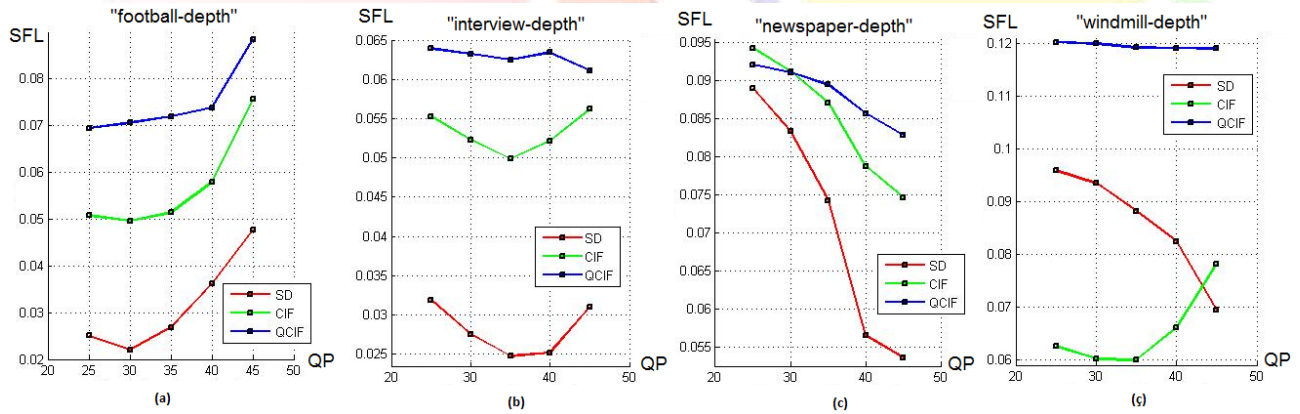 "football-depth"
SFL
0.08
0.07
0.06
0.05
0.04
0.03
0.02
20 25 30 35 40 45 50
QP
SD
CIF
QCIF
(a)
"interview-depth"
SFL
0.065
0.06
0.055
0.05
0.045
0.04
0.035
0.03
0.025
20 30 40 50
QP
SD
CIF
QCIF
(b)
"newspaper-depth"
SFL
0.095
0.09
0.085
0.08
0.075
0.07
0.065
0.06
0.055
20 30 40 50
QP
SD
CIF
QCIF
(c)
"windmill-depth"
SFL
0.12
0.11
0.1
0.09
0.08
0.07
0.06
20 30 40 50
QP
SD
CIF
QCIF
(ç)